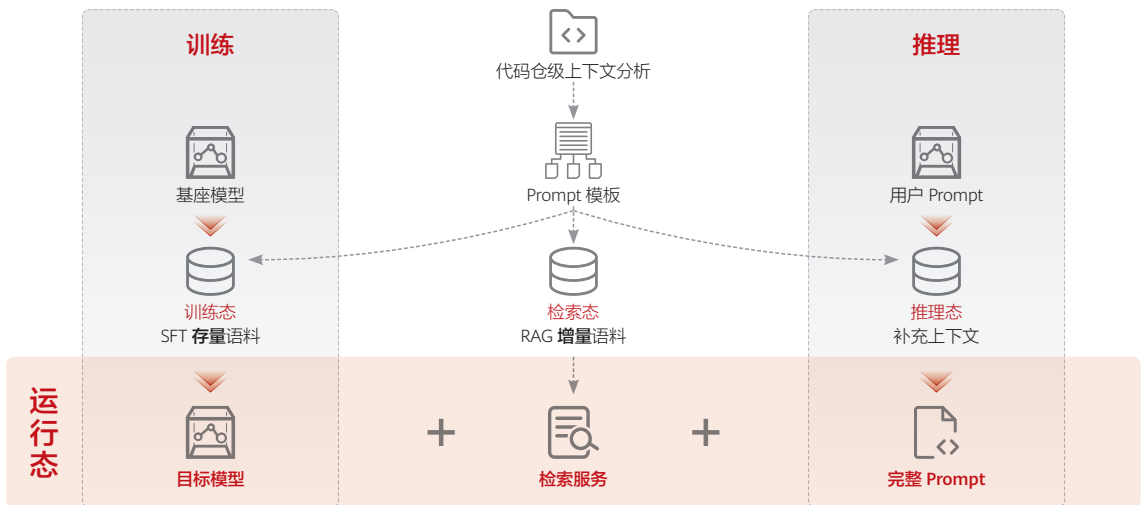 训练
代码仓级上下文分析
推理
基座模型
Prompt 模板
用户 Prompt
训练态
SFT 存量语料
检索态
RAG 增量语料
推理态
补充上下文
运行态
目标模型
+
检索服务
+
完整 Prompt